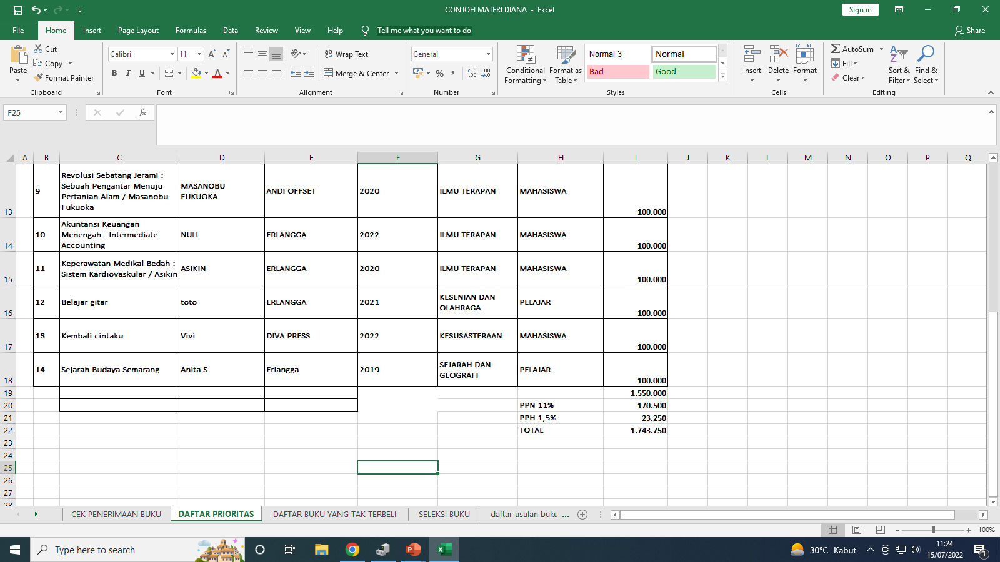 CONTOH MATERI DIANA - Excel
Sign in
File Home Insert Page Layout Formulas Data Review View Help Tell me what you want to do Share
Paste
Cut
Copy
Format Painter
Clipboard
Calibri 11
B I U
Font
Wrap Text
Merge & Center
Alignment
General
% ,
Number
Conditional Formatting
Format as Table
Normal 3 Normal
Bad Good
Styles
Insert Delete Format
Cells
AutoSum
Fill
Clear
Sort & Filter
Find & Select
Editing
F25 fx
A B C D E F G H I J K L M N O P Q
13 9 Revolusi Sebatang Jerami : Sebuah Pengantar Menuju Pertanian Alam / Masanobu Fukuoka MASANOBU FUKUOKA ANDI OFFSET 2020 ILMU TERAPAN MAHASISWA 100.000
14 10 Akuntansi Keuangan Menengah : Intermediate Accounting NULL ERLANGGA 2022 ILMU TERAPAN MAHASISWA 100.000
15 11 Keperawatan Medikal Bedah : Sistem Kardiovaskular / Asikin ASIKIN ERLANGGA 2020 ILMU TERAPAN MAHASISWA 100.000
16 12 Belajar gitar toto ERLANGGA 2021 KESENIAN DAN OLAHRAGA PELAJAR 100.000
17 13 Kembali cintaku Vivi DIVA PRESS 2022 KESUSASTERAAN MAHASISWA 100.000
18 14 Sejarah Budaya Semarang Anita S Erlangga 2019 SEJARAH DAN GEOGRAFI PELAJAR 100.000
19 1.550.000
20 PPN 11% 170.500
21 PPH 1,5% 23.250
22 TOTAL 1.743.750
23
24
25
26
27
28
CEK PENERIMAAN BUKU DAFTAR PRIORITAS DAFTAR BUKU YANG TAK TERBELI SELEKSI BUKU daftar usulan buku ...
100%
Type here to search
30°C Kabut
11:24
15/07/2022
1